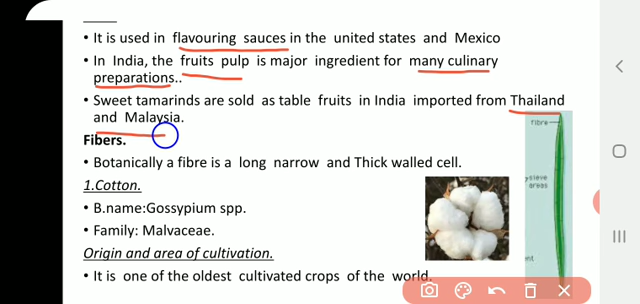 • It is used in flavouring sauces in the united states and Mexico
• In India, the fruits pulp is major ingredient for many culinary
preparations..
• Sweet tamarinds are sold as table fruits in India imported from Thailand
and Malaysia.
fibre
Fibers.
• Botanically a fibre is a long narrow and Thick walled cell.
1.Cotton.
sieve
areas
• B.name:Gossypium spp.
• Family: Malvaceae.
Origin and area of cultivation.
• It is one of the oldest cultivated crops of the world.